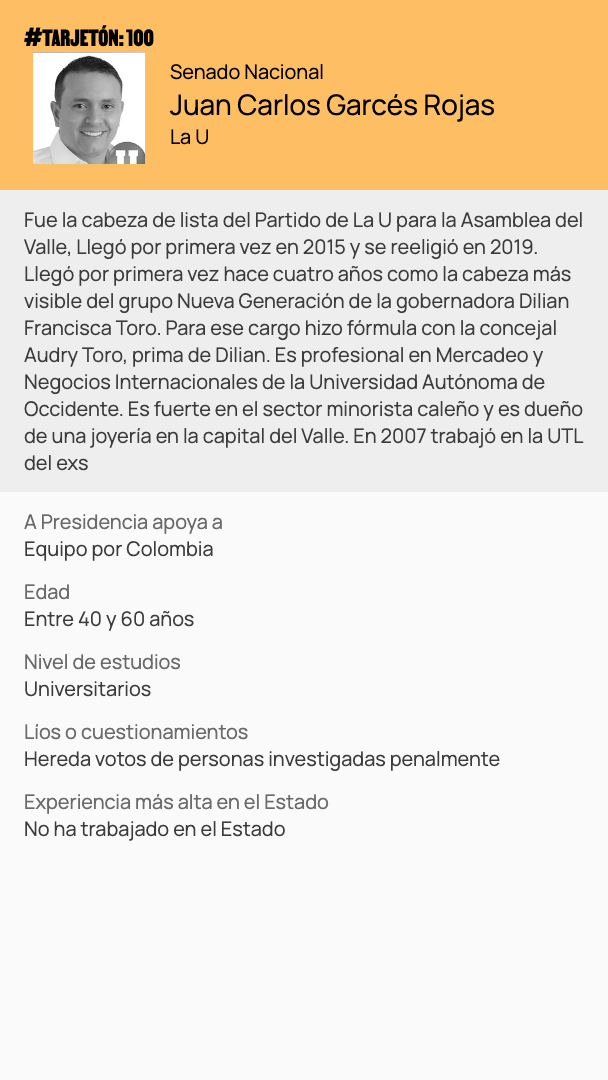 #TARJETÓN: 100
Senado Nacional
Juan Carlos Garcés Rojas
La U
U
Fue la cabeza de lista del Partido de La U para la Asamblea del
Valle, Llegó por primera vez en 2015 y se reeligió en 2019.
Llegó por primera vez hace cuatro años como la cabeza más
visible del grupo Nueva Generación de la gobernadora Dilian
Francisca Toro. Para ese cargo hizo fórmula con la concejal
Audry Toro, prima de Dilian. Es profesional en Mercadeo y
Negocios Internacionales de la Universidad Autónoma de
Occidente. Es fuerte en el sector minorista caleño y es dueño
de una joyería en la capital del Valle. En 2007 trabajó en la UTL
del exs
A Presidencia apoya a
Equipo por Colombia
Edad
Entre 40 y 60 años
Nivel de estudios
Universitarios
Líos o cuestionamientos
Hereda votos de personas investigadas penalmente
Experiencia más alta en el Estado
No ha trabajado en el Estado